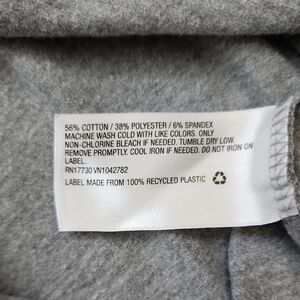 56% COTTON / 38% POLYESTER / 6% SPANDEX
MACHINE WASH COLD WITH LIKE COLORS. ONLY
NON-CHLORINE BLEACH IF NEEDED. TUMBLE DRY LOW.
REMOVE PROMPTLY. COOL IRON IF NEEDED. DO NOT IRON ON
LABEL.
RN17730 VN1042782
LABEL MADE FROM 100% RECYCLED PLASTIC